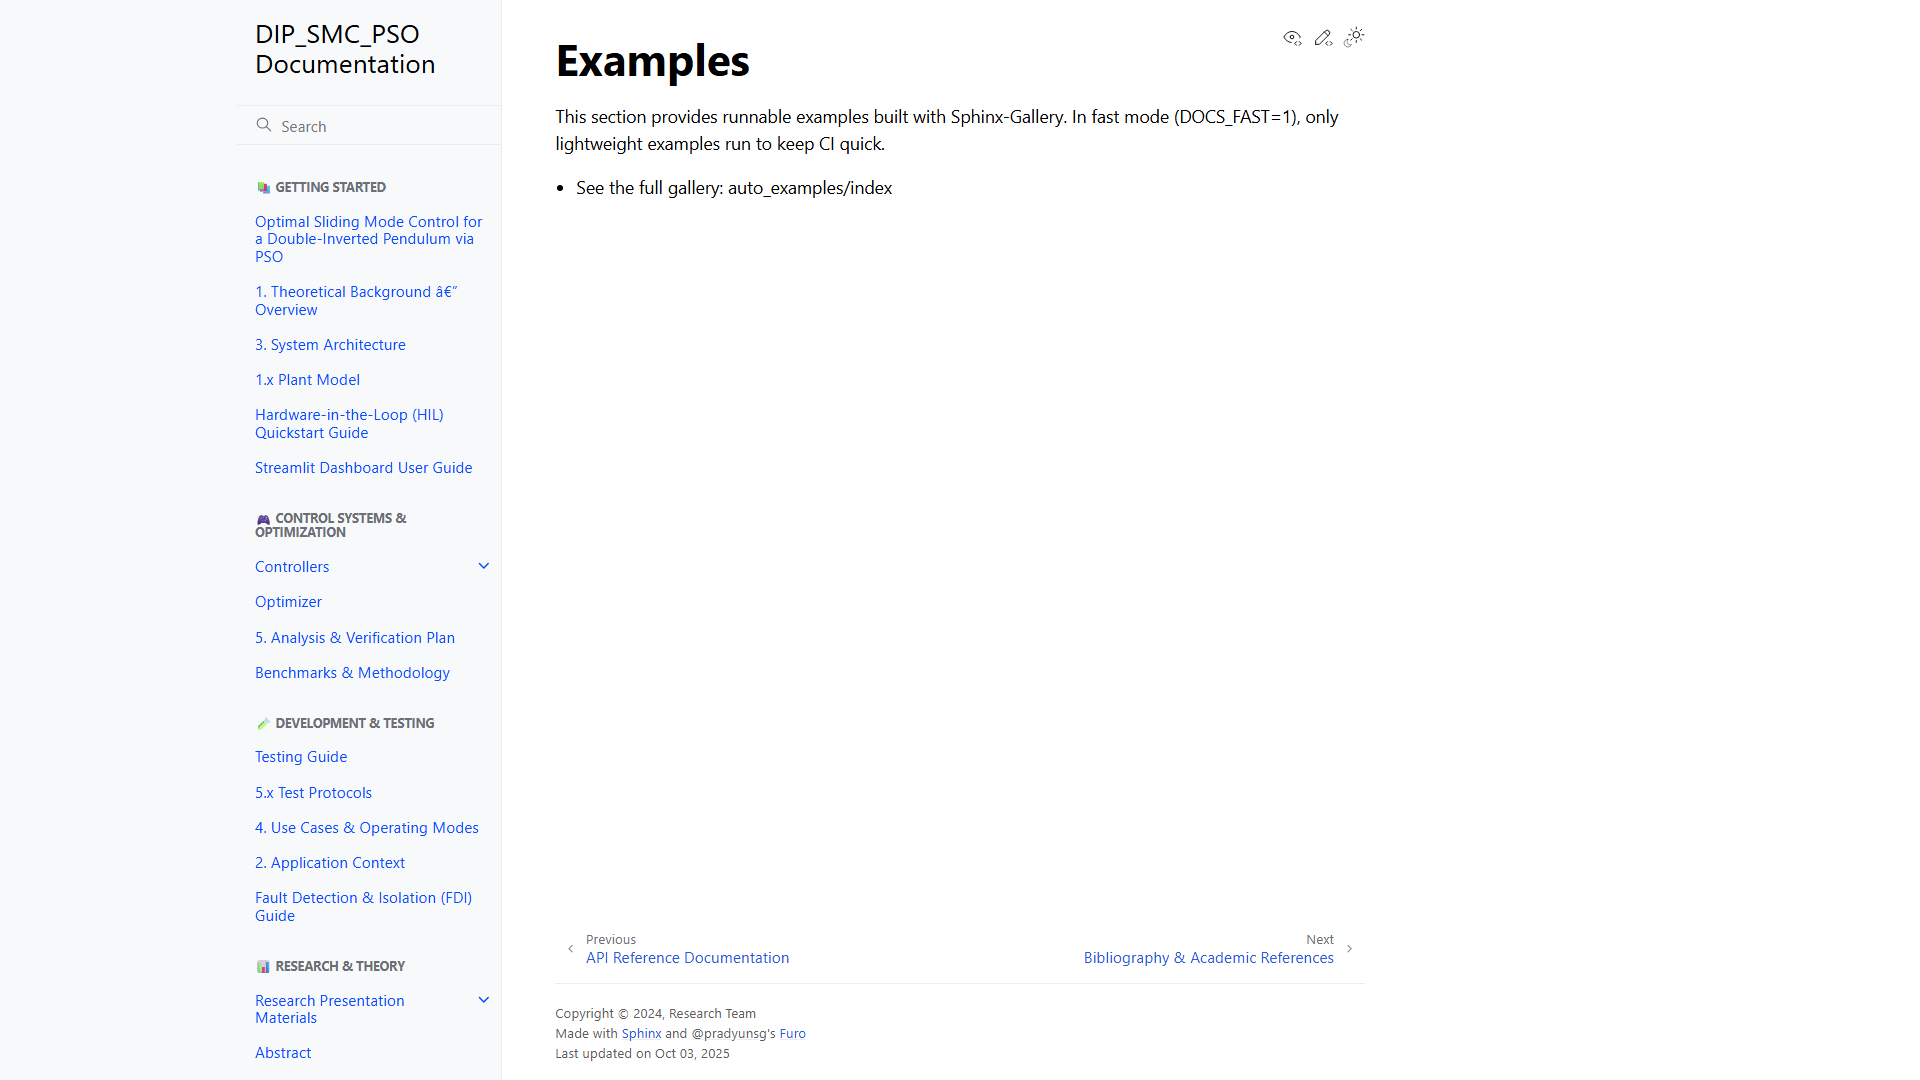 DIP_SMC_PSO
Documentation
Search
GETTING STARTED
Optimal Sliding Mode Control for
a Double-Inverted Pendulum via
PSO
1. Theoretical Background â€”
Overview
3. System Architecture
1.x Plant Model
Hardware-in-the-Loop (HIL)
Quickstart Guide
Streamlit Dashboard User Guide
CONTROL SYSTEMS &
OPTIMIZATION
Controllers
Optimizer
5. Analysis & Verification Plan
Benchmarks & Methodology
DEVELOPMENT & TESTING
Testing Guide
5.x Test Protocols
4. Use Cases & Operating Modes
2. Application Context
Fault Detection & Isolation (FDI)
Guide
RESEARCH & THEORY
Research Presentation
Materials
Abstract
Examples
This section provides runnable examples built with Sphinx-Gallery. In fast mode (DOCS_FAST=1), only
lightweight examples run to keep CI quick.
• See the full gallery: auto_examples/index
Previous
API Reference Documentation
Next
Bibliography & Academic References
Copyright © 2024, Research Team
Made with Sphinx and @pradyunsg's Furo
Last updated on Oct 03, 2025